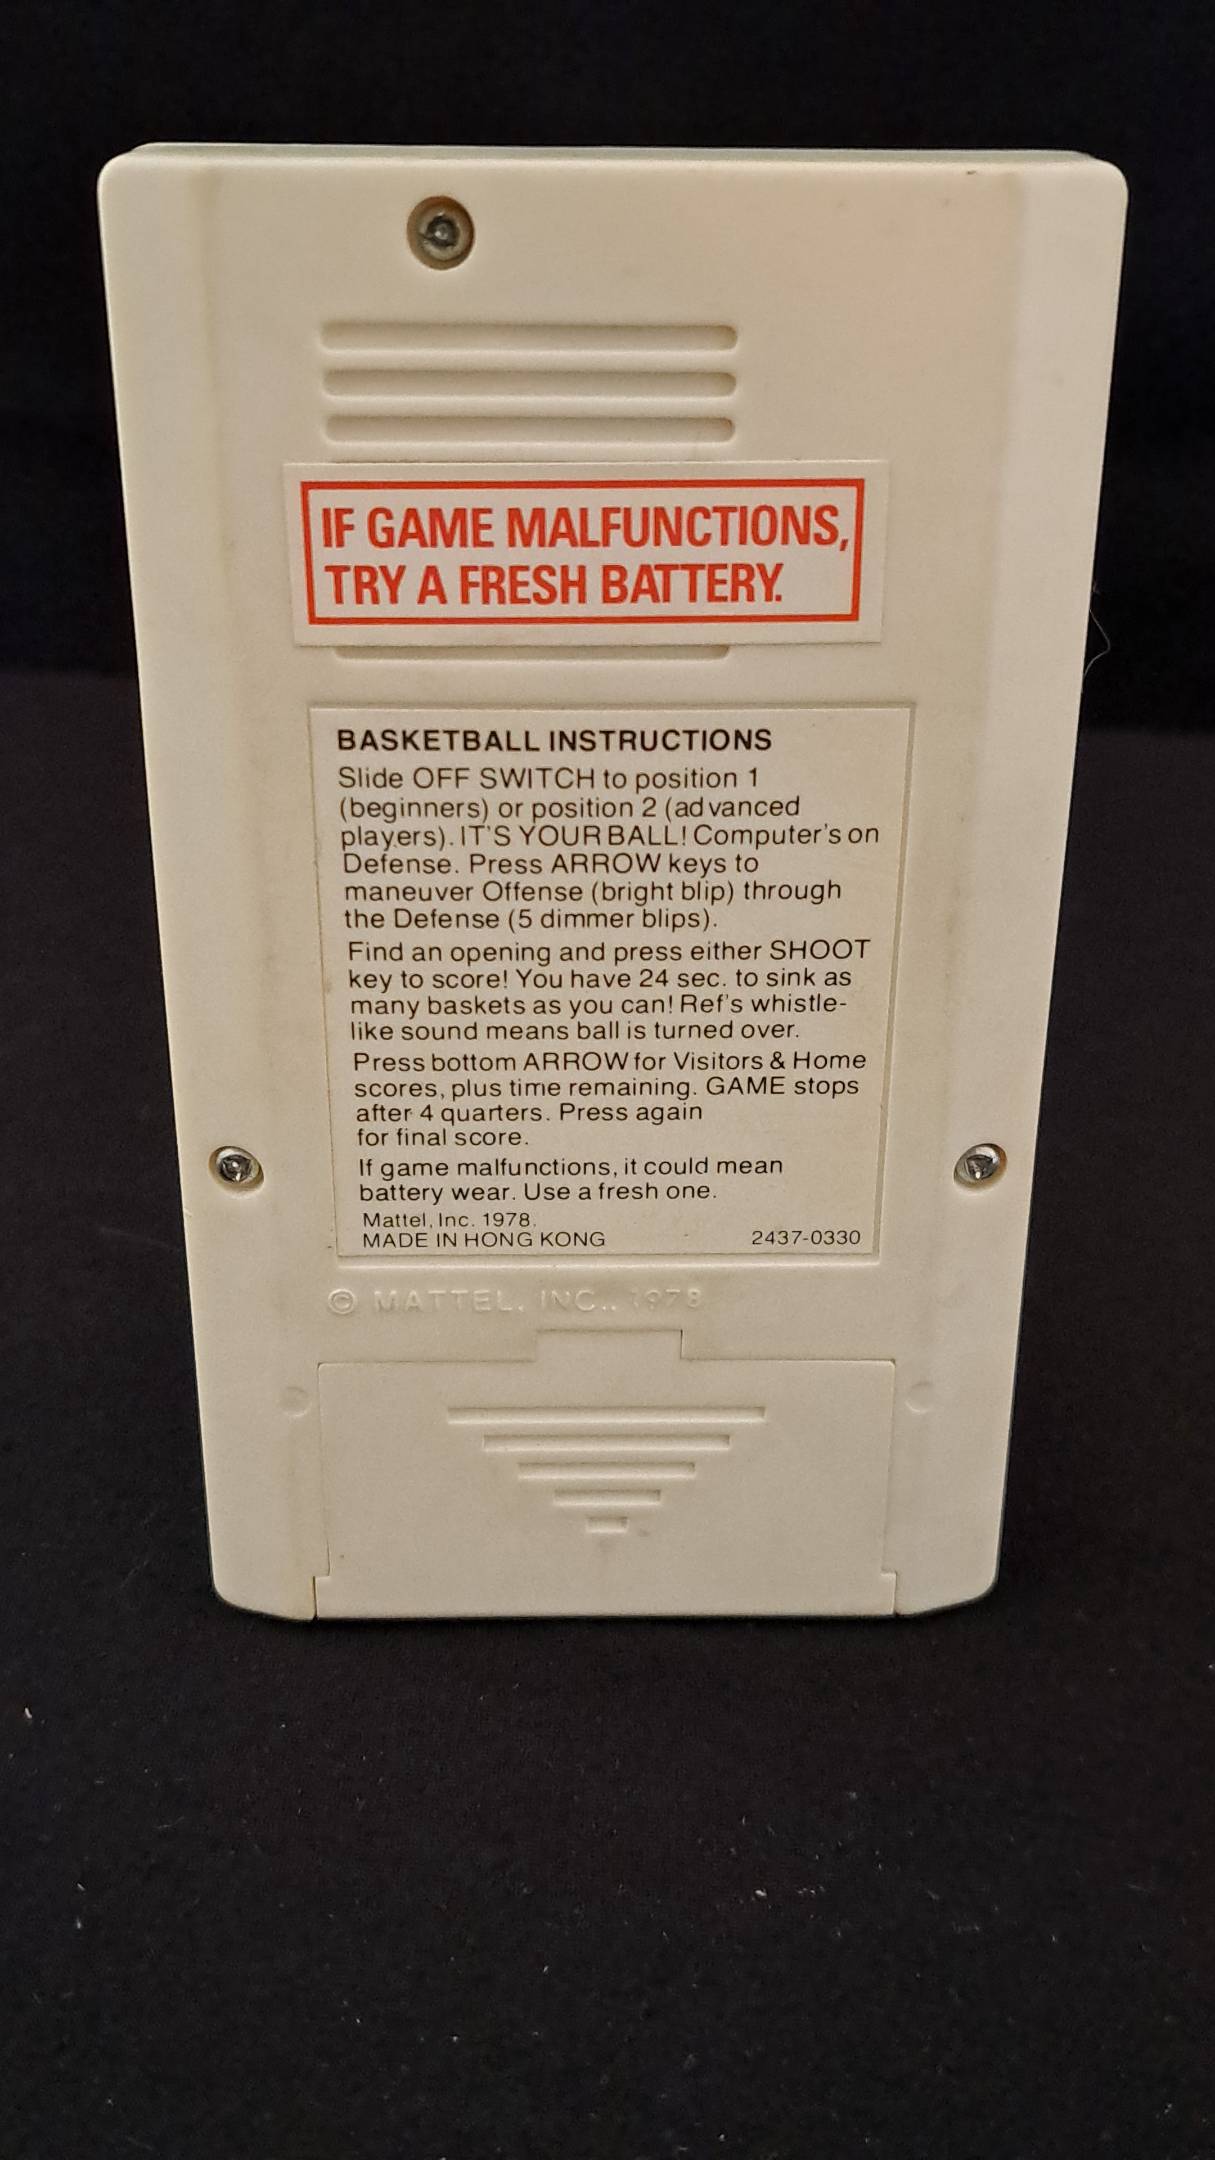 IF GAME MALFUNCTIONS,
TRY A FRESH BATTERY.
BASKETBALL INSTRUCTIONS
Slide OFF SWITCH to position 1
(beginners) or position 2 (advanced
players). IT'S YOUR BALL! Computer's on
Defense. Press ARROW keys to
maneuver Offense (bright blip) through
the Defense (5 dimmer blips).
Find an opening and press either SHOOT
key to score! You have 24 sec. to sink as
many baskets as you can! Ref's whistle-
like sound means ball is turned over.
Press bottom ARROW for Visitors & Home
scores, plus time remaining. GAME stops
after 4 quarters. Press again
for final score.
If game malfunctions, it could mean
battery wear. Use a fresh one.
Mattel, Inc. 1978.
MADE IN HONG KONG 2437-0330
© MATTEL, INC., 1978